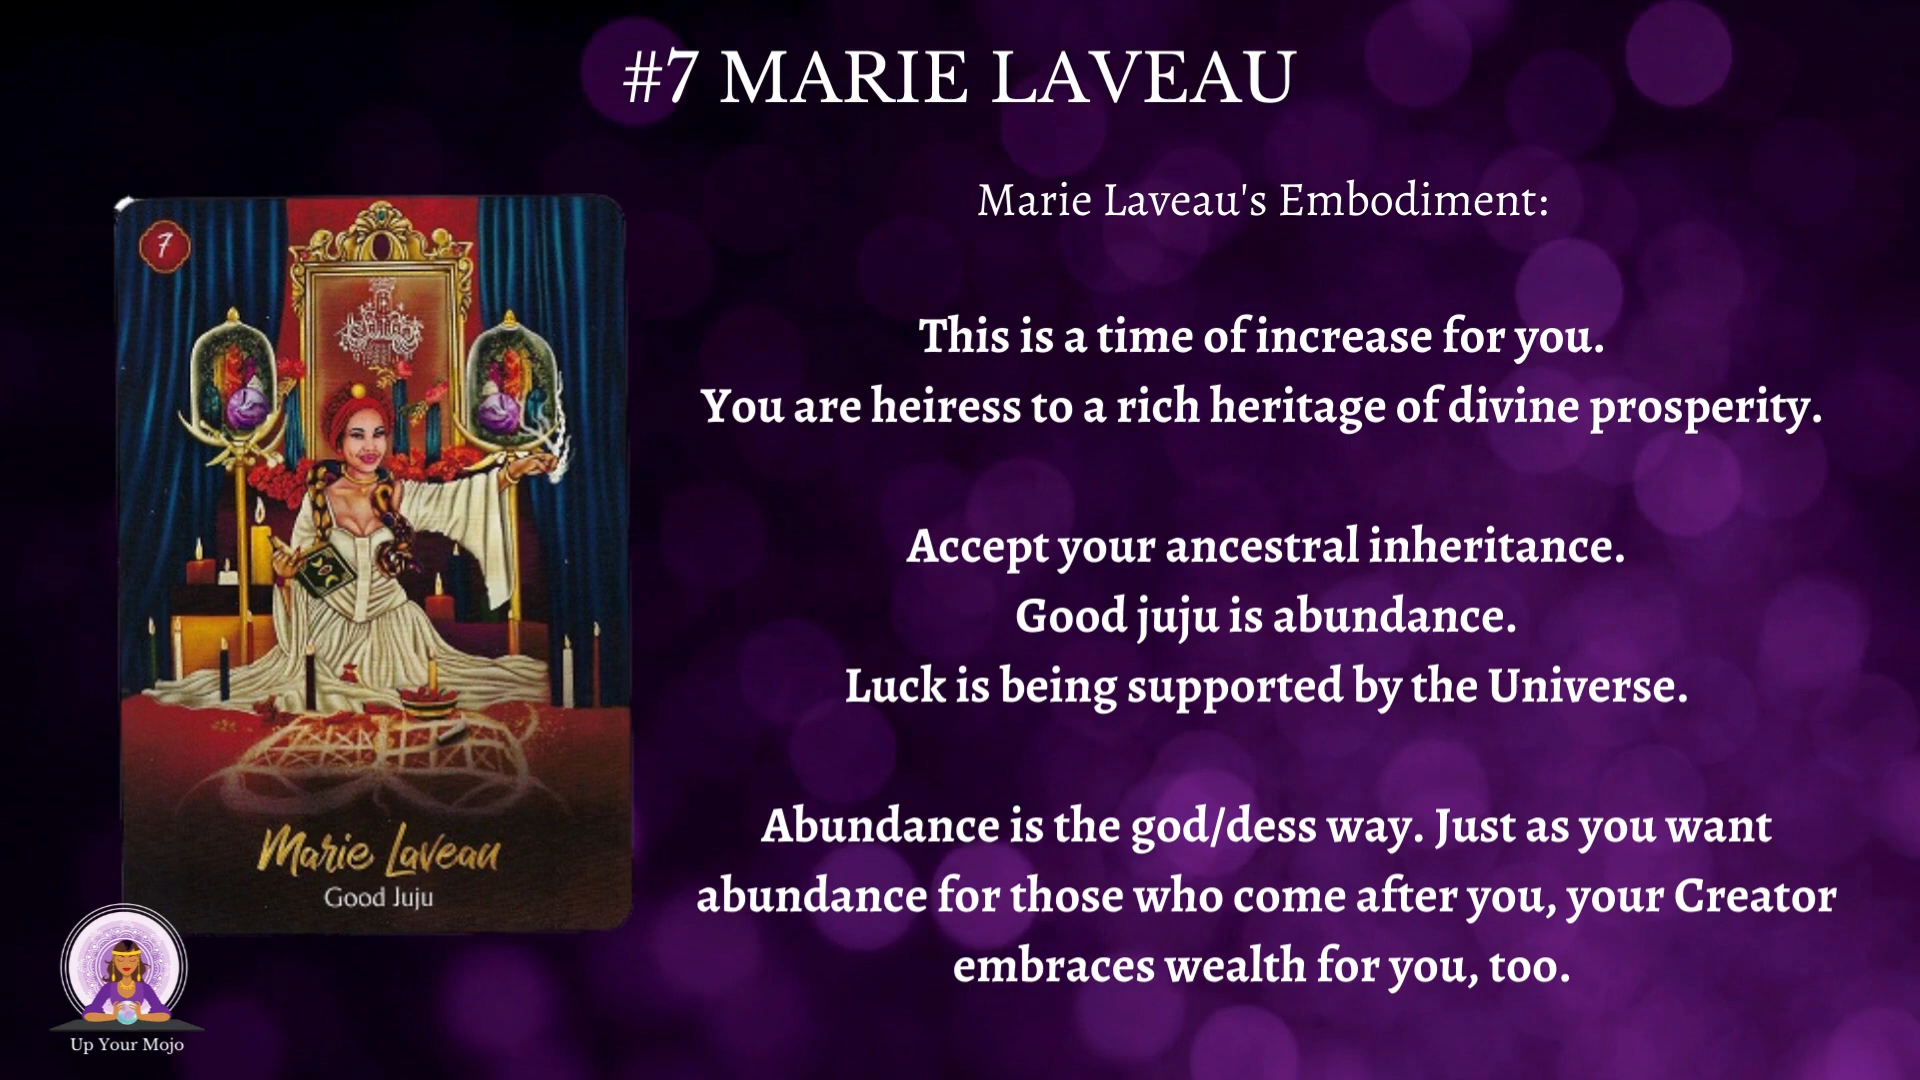 #7 MARIE LAVEAU
Marie Laveau's Embodiment:
This is a time of increase for you.
You are heiress to a rich heritage of divine prosperity.
Accept your ancestral inheritance.
Good juju is abundance.
Luck is being supported by the Universe.
Abundance is the god/dess way. Just as you want
abundance for those who come after you, your Creator
embraces wealth for you, too.
7
Marie Laveau
Good Juju
Up Your Mojo